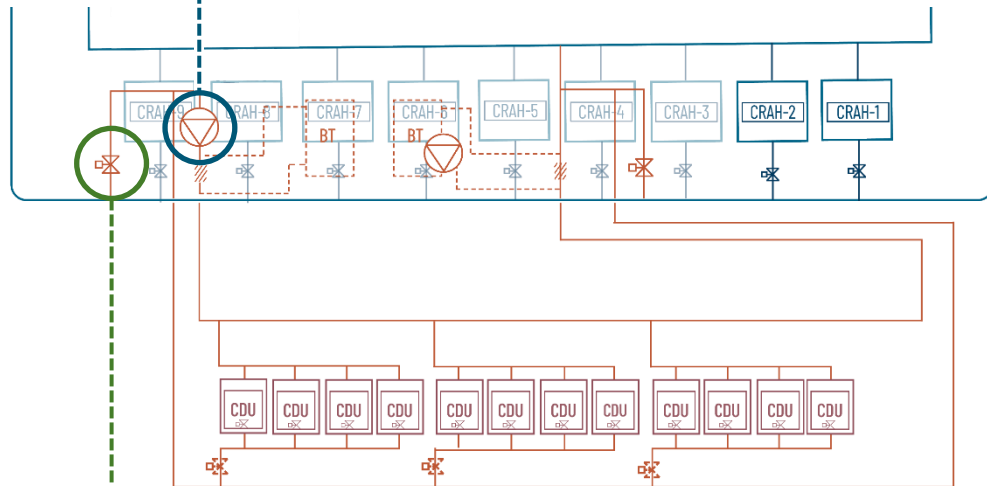 CRAH-9
CRAH-8
CRAH-7
CRAH-6
CRAH-5
CRAH-4
CRAH-3
CRAH-2
CRAH-1
BT
BT
CDU
CDU
CDU
CDU
CDU
CDU
CDU
CDU
CDU
CDU
CDU
CDU